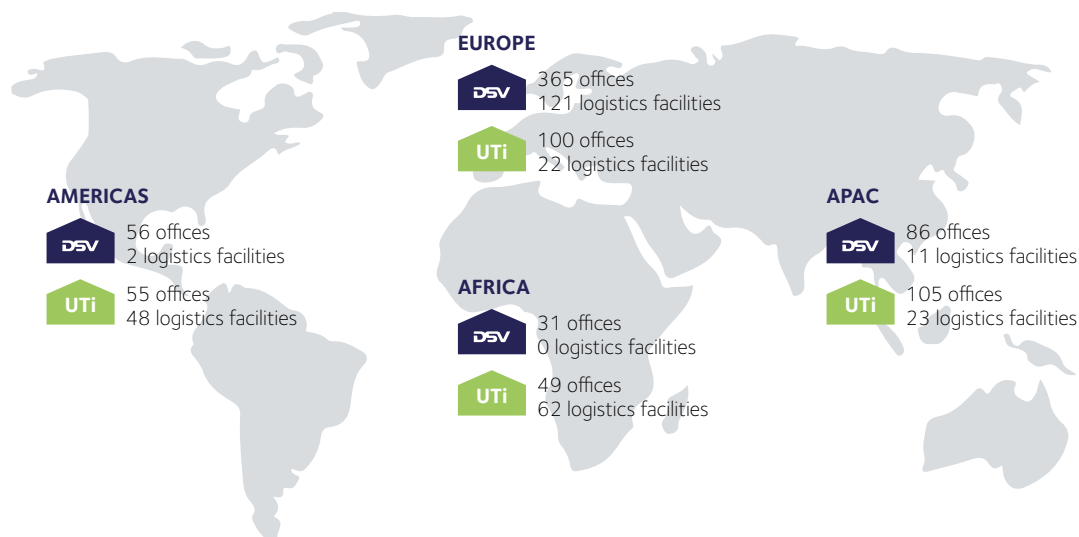 EUROPE
DSV
365 offices
121 logistics facilities
UTi
100 offices
22 logistics facilities
AMERICAS
DSV
56 offices
2 logistics facilities
UTi
55 offices
48 logistics facilities
AFRICA
DSV
31 offices
0 logistics facilities
UTi
49 offices
62 logistics facilities
APAC
DSV
86 offices
11 logistics facilities
UTi
105 offices
23 logistics facilities